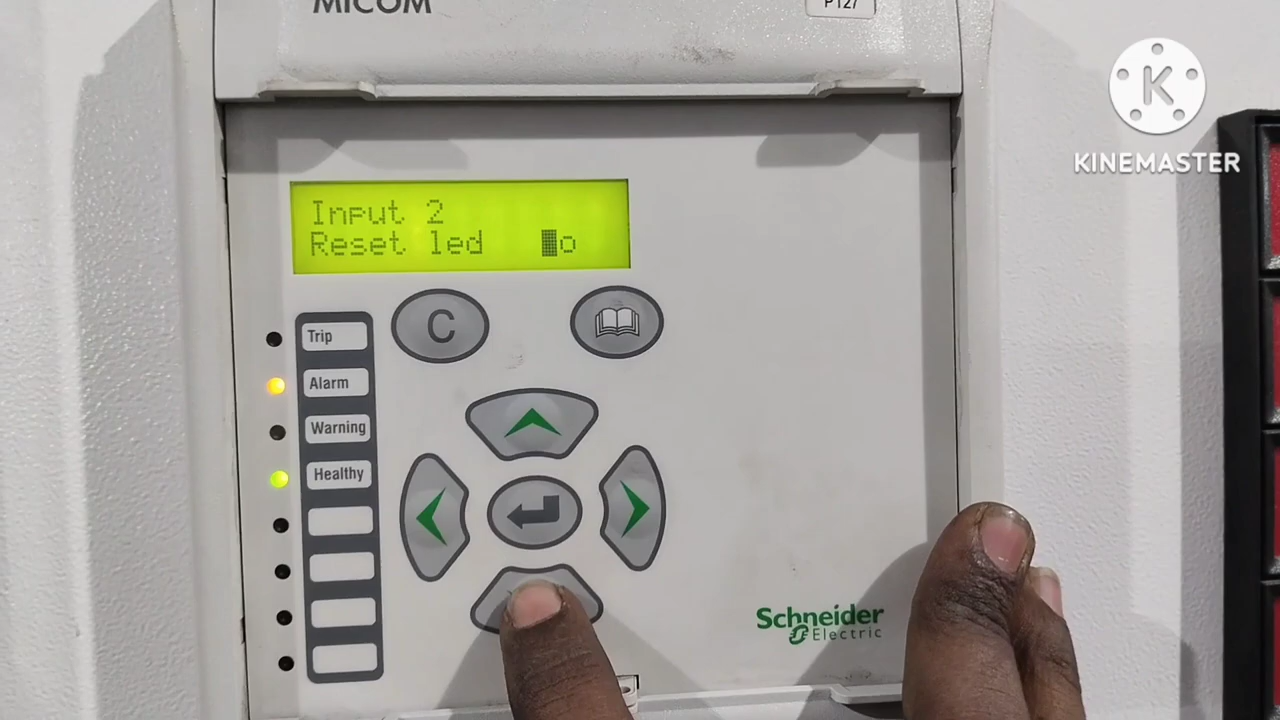 MICOM
P127
K
KINEMASTER
Input 2
Reset led █o
C
Trip
Alarm
Warning
Healthy
Schneider
Electric